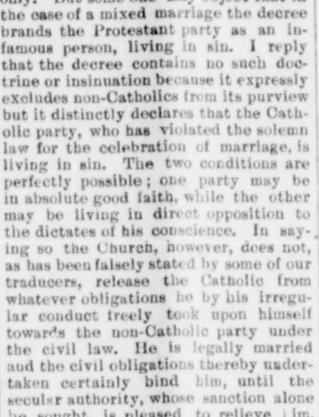 the case of a mixed marriage the decree
brands the Protestant party as an in-
famous person, living in sin. I reply
that the decree contains no such doc-
trine or insinuation because it expressly
excludes non-Catholics from its purview
but it distinctly declares that the Cath-
olic party, who has violated the solemn
law for the celebration of marriage, is
living in sin. The two conditions are
perfectly possible; one party may be
in absolute good faith, while the other
may be living in direct opposition to
the dictates of his conscience. In say-
ing so the Church, however, does not,
as has been falsely stated by some of our
traducers, release the Catholic from
whatever obligations he by his irregu-
lar conduct freely took upon himself
towards the non-Catholic party under
the civil law. He is legally married
aud the civil obligations thereby under-
taken certainly bind him, until the
secular authority, whose sanction alone
he sought, is pleased to relieve him